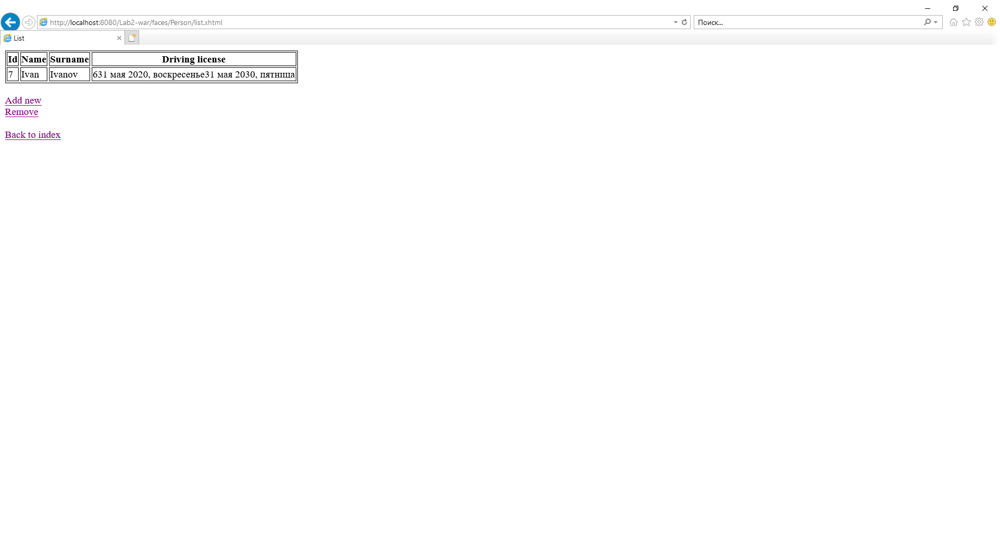 http://localhost:8080/Lab2-war/faces/Person/list.xhtml
Поиск...
List
Id Name Surname Driving license
7 Ivan Ivanov 631 мая 2020, воскресенье31 мая 2030, пятница
Add new
Remove
Back to index